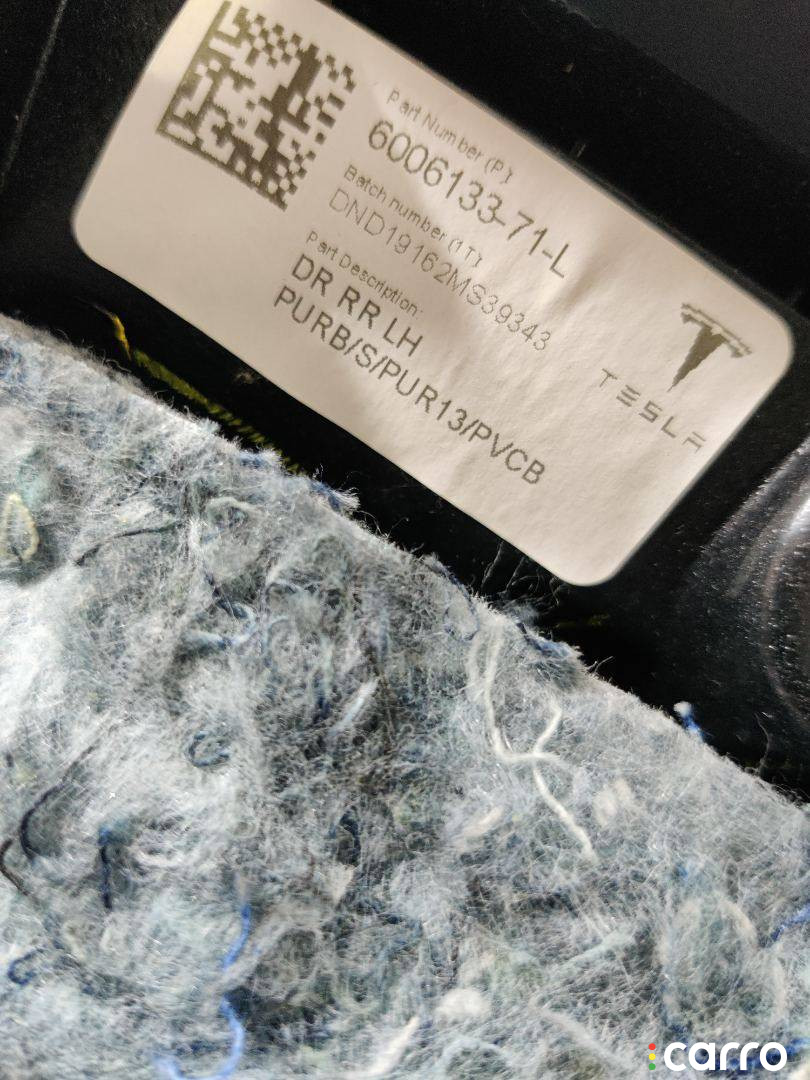 Part Number (P):
6006133-71-L
Batch number (1T):
DND19162MS39343
Part Description:
DR RR LH
PURB/S/PUR13/PVCB
TESLA
carro